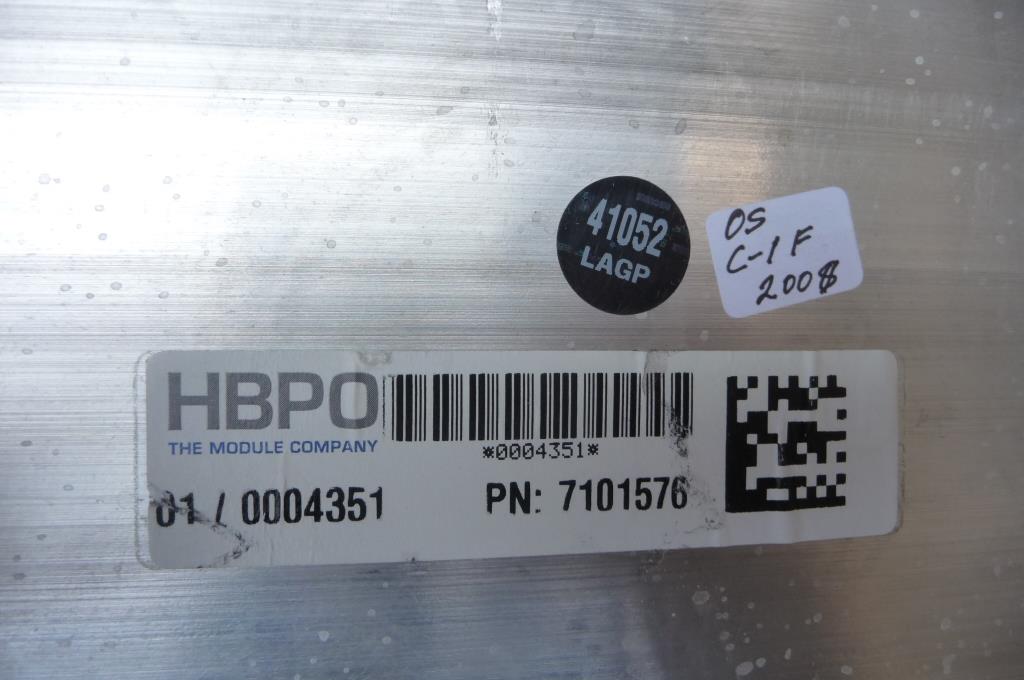 41052
LAGP
OS
C-1 F
2008
HBPO
THE MODULE COMPANY
*0004351*
01 / 0004351
PN: 7101576